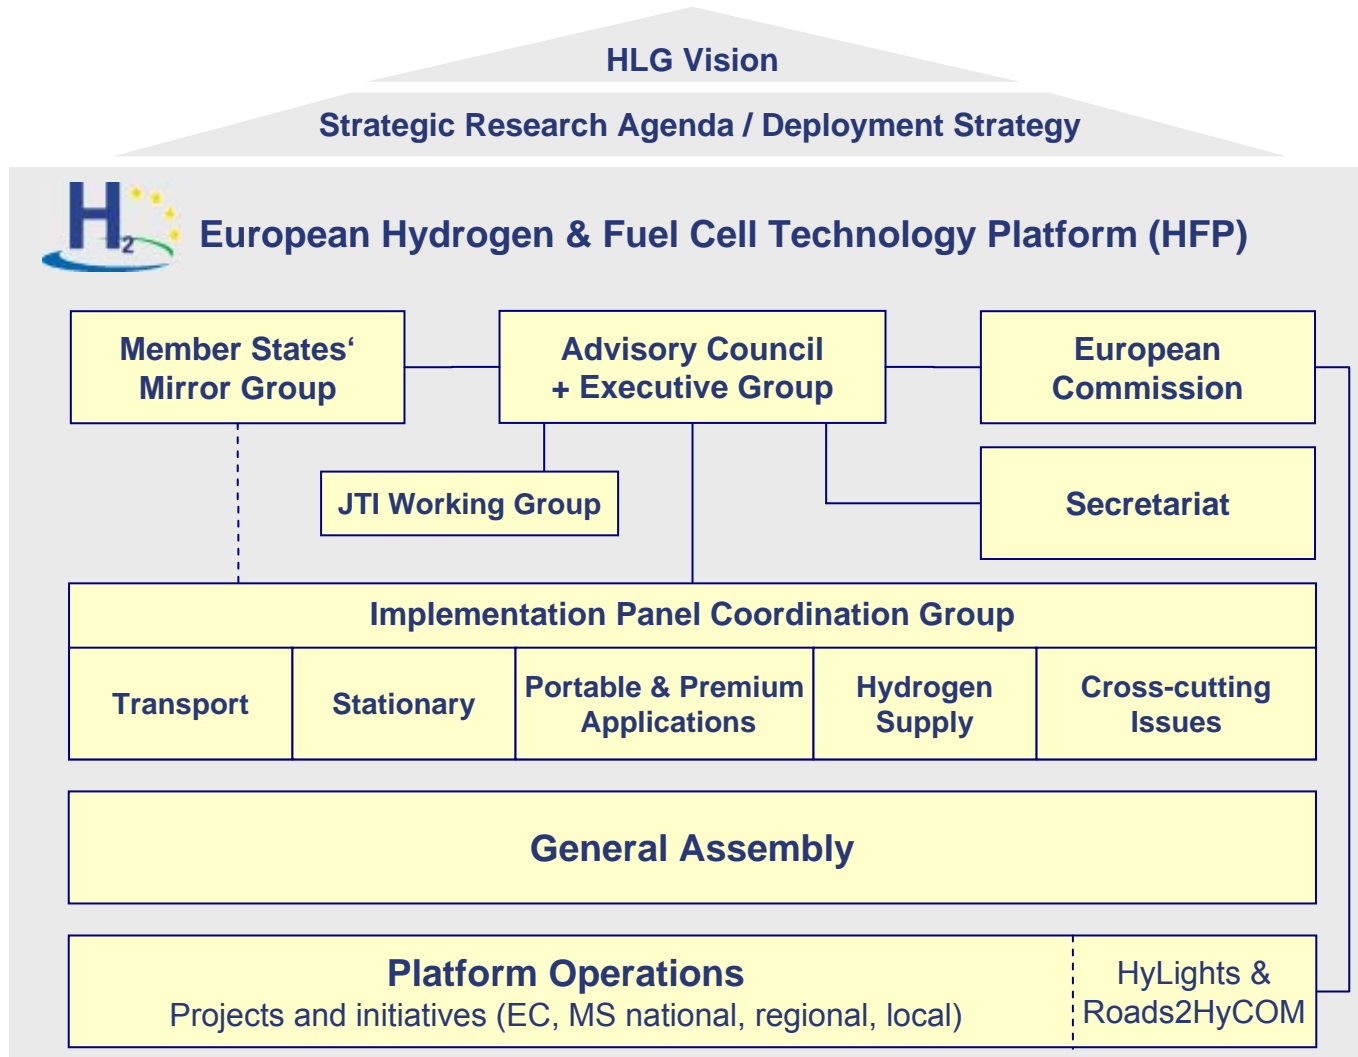 HLG Vision
Strategic Research Agenda / Deployment Strategy
H2
European Hydrogen & Fuel Cell Technology Platform (HFP)
Member States‘
Mirror Group
Advisory Council
+ Executive Group
European
Commission
JTI Working Group
Secretariat
Implementation Panel Coordination Group
Transport
Stationary
Portable & Premium
Applications
Hydrogen
Supply
Cross-cutting
Issues
General Assembly
Platform Operations
Projects and initiatives (EC, MS national, regional, local)
HyLights &
Roads2HyCOM